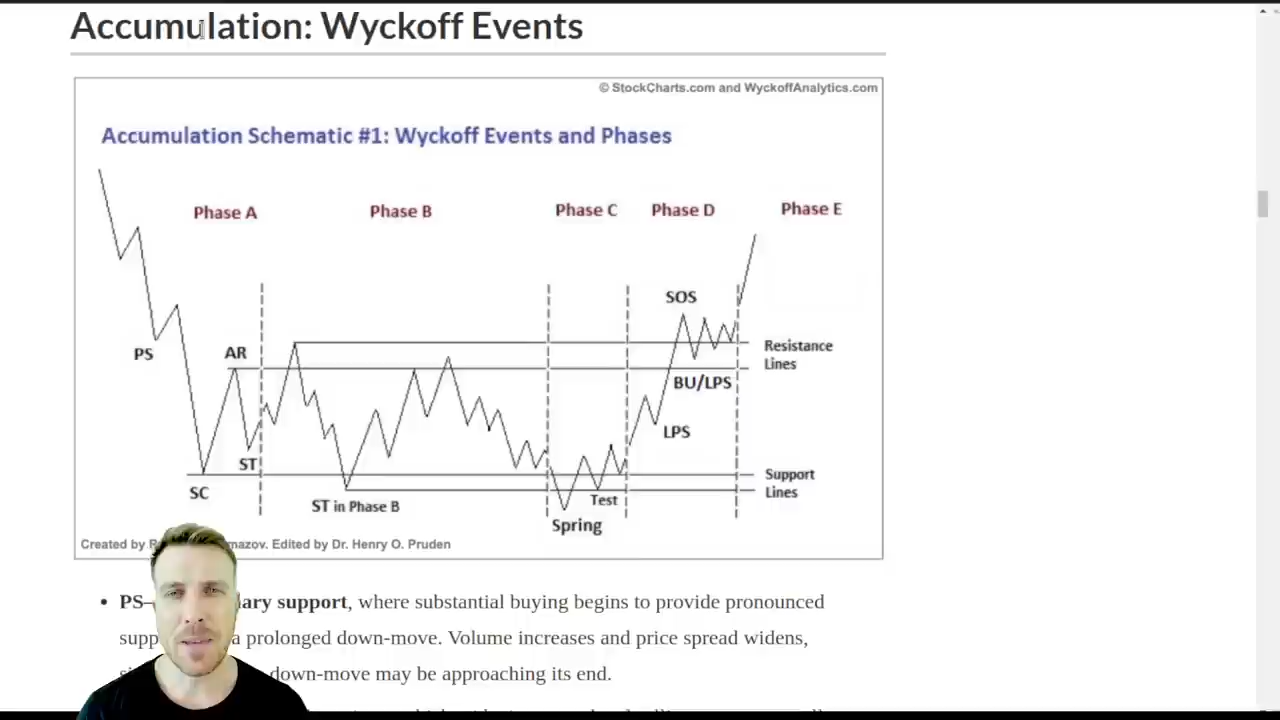 Accumulation: Wyckoff Events
© StockCharts.com and WyckoffAnalytics.com
Accumulation Schematic #1: Wyckoff Events and Phases
Phase A
Phase B
Phase C
Phase D
Phase E
SOS
Resistance
Lines
AR
PS
BU/LPS
LPS
ST
Support
Lines
SC
ST in Phase B
Test
Spring
Created by mazov. Edited by Dr. Henry O. Pruden
• PS– ary support, where substantial buying begins to provide pronounced
supp a prolonged down-move. Volume increases and price spread widens,
down-move may be approaching its end.